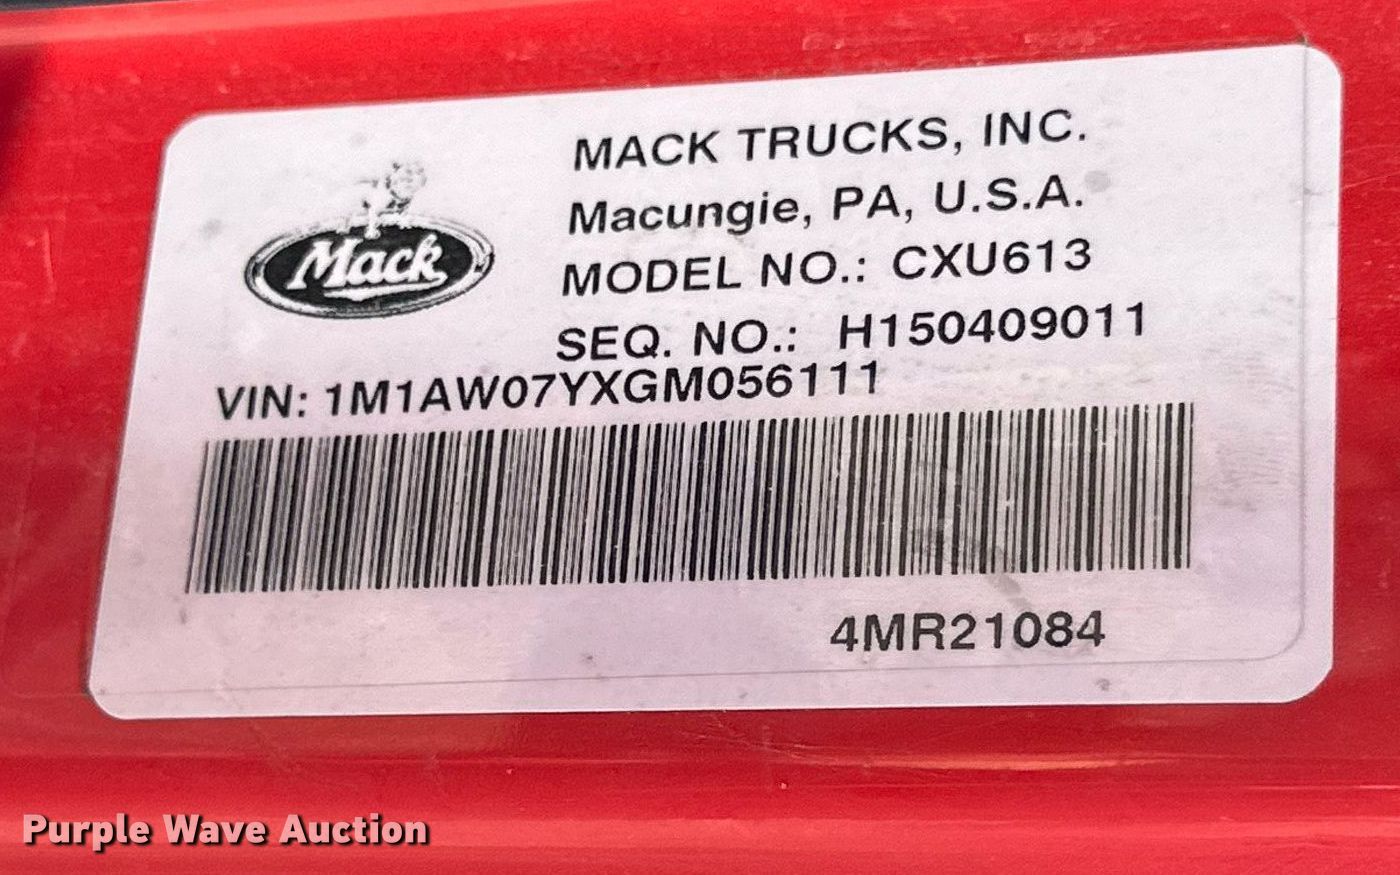 MACK TRUCKS, INC.
Macungie, PA, U.S.A.
Mack
MODEL NO.: CXU613
SEQ. NO.: H150409011
VIN: 1M1AW07YXGM056111
4MR21084
Purple Wave Auction